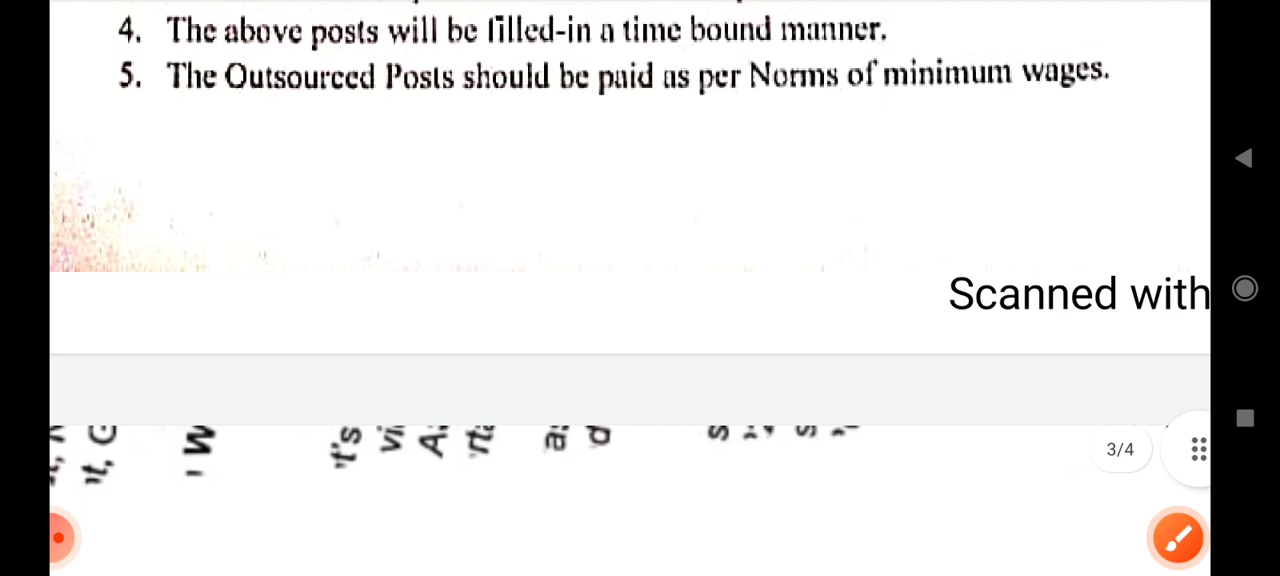 4. The above posts will be filled-in a time bound manner.
5. The Outsourced Posts should be paid as per Norms of minimum wages.
Scanned with
3/4